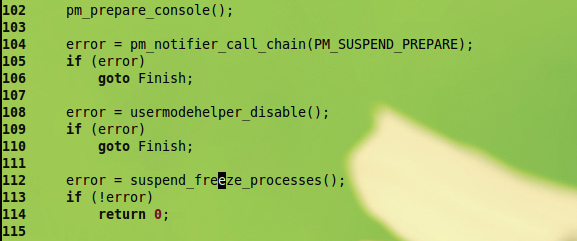 102     pm_prepare_console();
103
104     error = pm_notifier_call_chain(PM_SUSPEND_PREPARE);
105     if (error)
106         goto Finish;
107
108     error = usermodehelper_disable();
109     if (error)
110         goto Finish;
111
112     error = suspend_freeze_processes();
113     if (!error)
114         return 0;
115